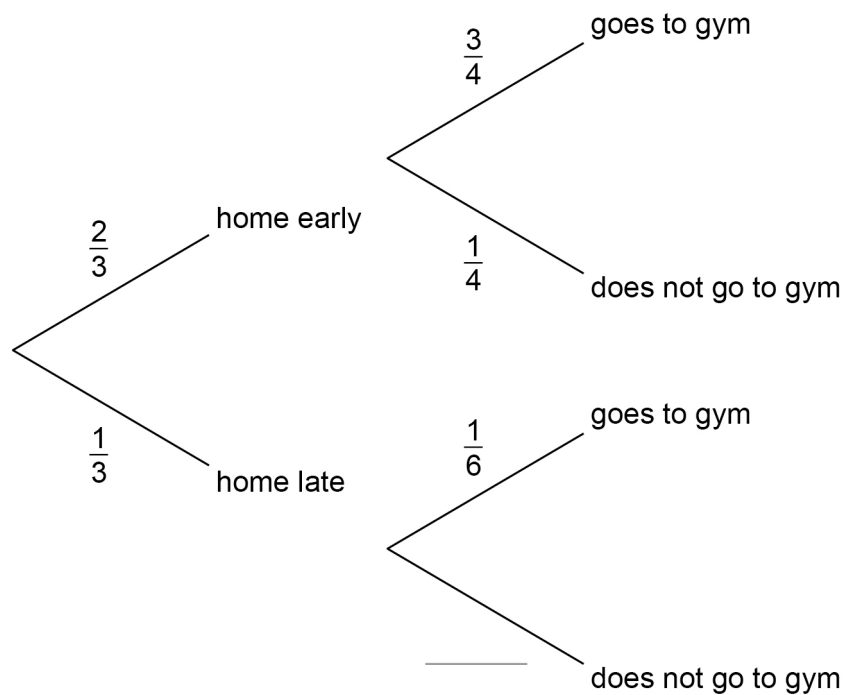 goes to gym
3/4
home early
2/3
1/4
does not go to gym
goes to gym
1/3
1/6
home late
does not go to gym